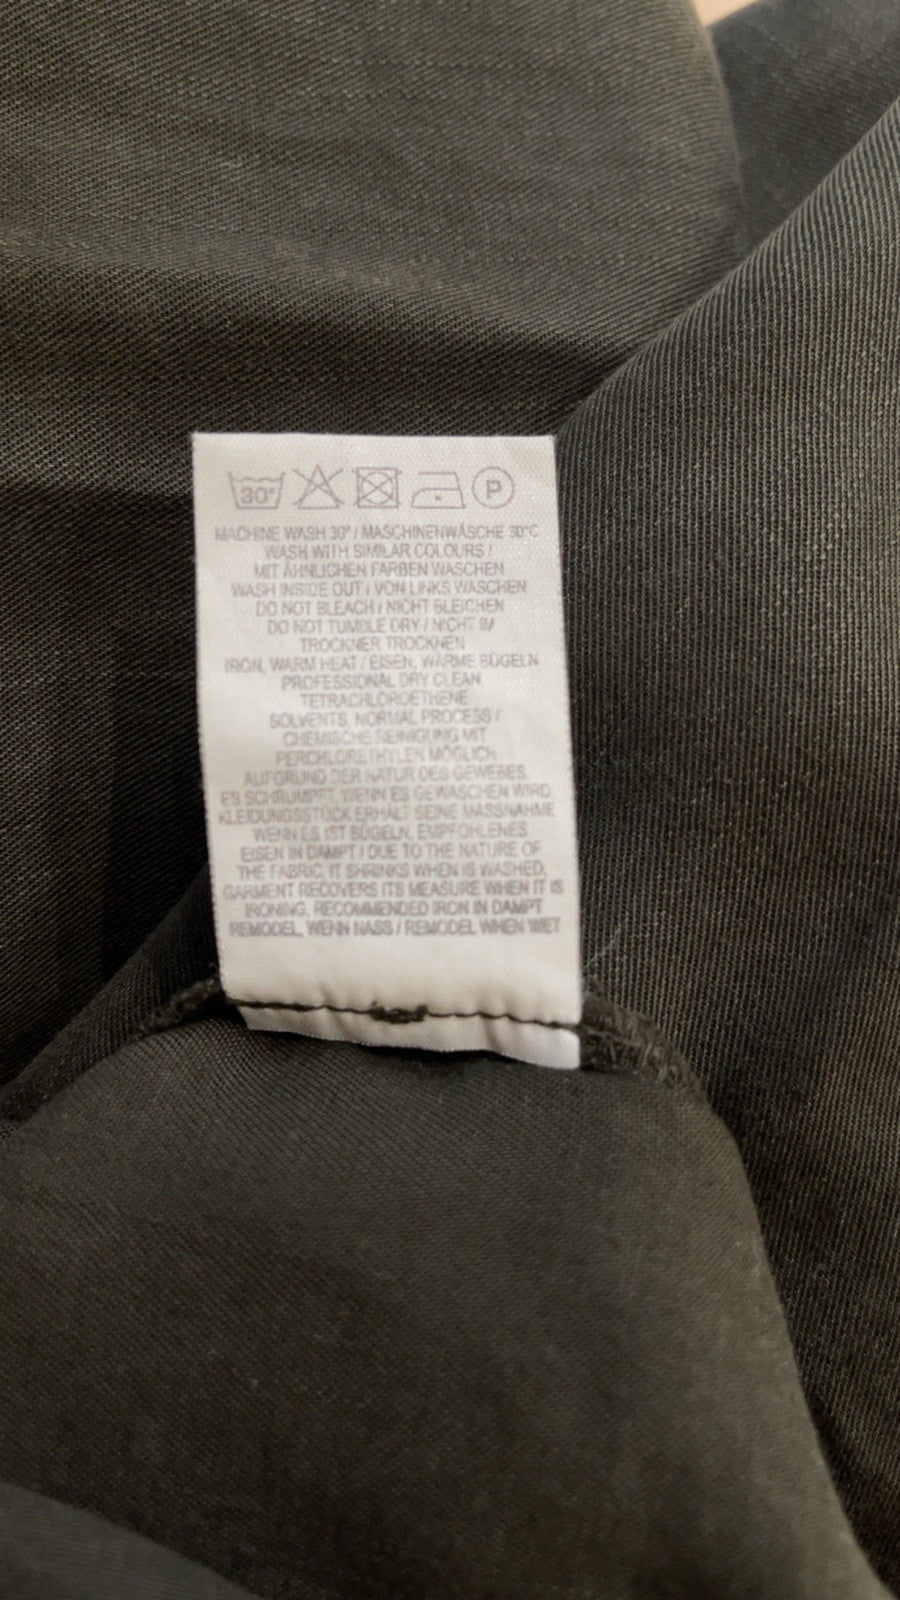 30° P
MACHINE WASH 30° / MASCHINENWÄSCHE 30°C
WASH WITH SIMILAR COLOURS /
MIT ÄHNLICHEN FARBEN WASCHEN
WASH INSIDE OUT / VON LINKS WASCHEN
DO NOT BLEACH / NICHT BLEICHEN
DO NOT TUMBLE DRY / NICHT IM
TROCKNER TROCKNEN
IRON, WARM HEAT / EISEN, WARME BÜGELN
PROFESSIONAL DRY CLEAN
TETRACHLOROETHENE
SOLVENTS, NORMAL PROCESS /
CHEMISCHE REINIGUNG MIT
PERCHLORETHYLEN MÖGLICH
AUFGRUND DER NATUR DES GEWEBES,
ES SCHRUMPFT, WENN ES GEWASCHEN WIRD.
KLEIDUNGSSTÜCK ERHÄLT SEINE MASSNAHME
WENN ES IST BÜGELN, EMPFOHLENES
EISEN IN DAMPT / DUE TO THE NATURE OF
THE FABRIC, IT SHRINKS WHEN IS WASHED,
GARMENT RECOVERS ITS MEASURE WHEN IT IS
IRONING, RECOMMENDED IRON IN DAMPT
REMODEL, WENN NASS / REMODEL WHEN WET